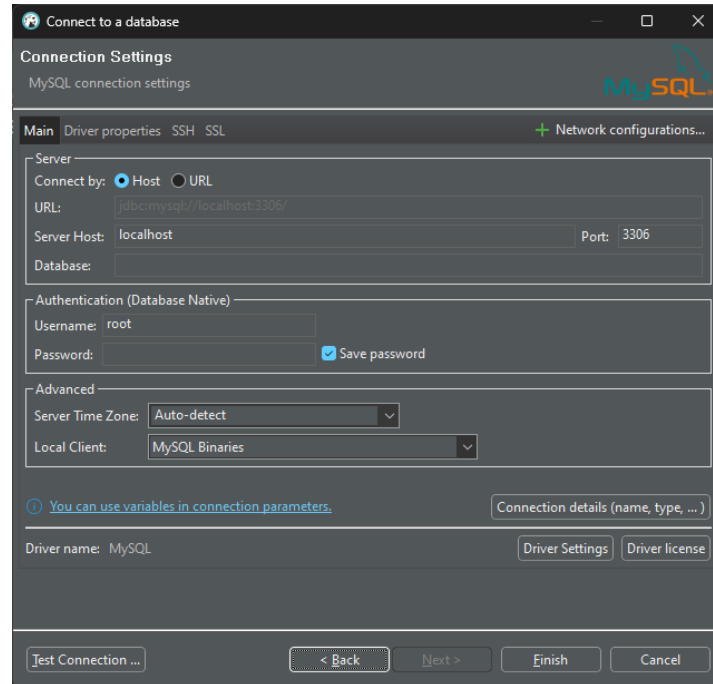 Connect to a database
Connection Settings
MySQL connection settings
MySQL
Main Driver properties SSH SSL Network configurations...
Server
Connect by: Host URL
URL: jdbc:mysql://localhost:3306/
Server Host: localhost Port: 3306
Database:
Authentication (Database Native)
Username: root
Password: Save password
Advanced
Server Time Zone: Auto-detect
Local Client: MySQL Binaries
You can use variables in connection parameters. Connection details (name, type, ... )
Driver name: MySQL Driver Settings Driver license
Test Connection ... < Back Next > Finish Cancel